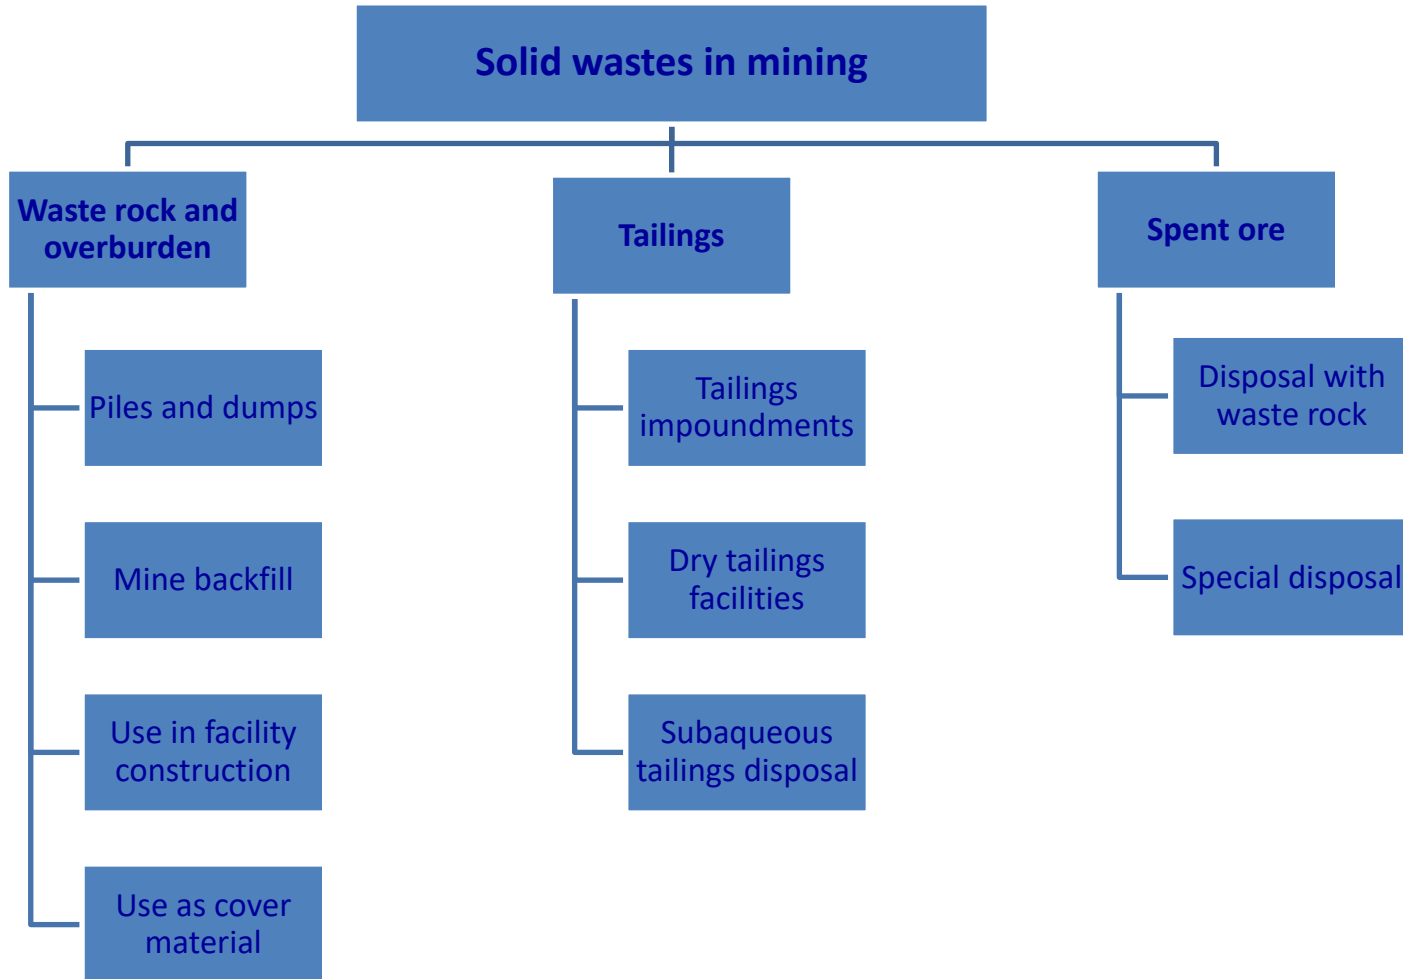 Solid wastes in mining
Waste rock and
overburden
Piles and dumps
Mine backfill
Use in facility
construction
Use as cover
material
Tailings
Tailings
impoundments
Dry tailings
facilities
Subaqueous
tailings disposal
Spent ore
Disposal with
waste rock
Special disposal